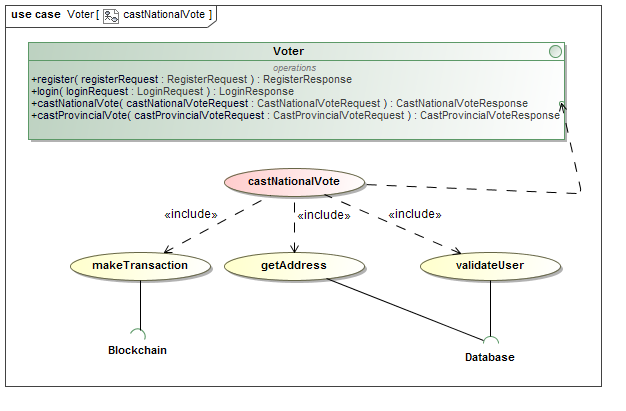 use case Voter [ castNationalVote ]
Voter
operations
+register( registerRequest : RegisterRequest ) : RegisterResponse
+login( loginRequest : LoginRequest ) : LoginResponse
+castNationalVote( castNationalVoteRequest : CastNationalVoteRequest ) : CastNationalVoteResponse
+castProvincialVote( castProvincialVoteRequest : CastProvincialVoteRequest ) : CastProvincialVoteResponse
castNationalVote
«include» «include» «include»
makeTransaction getAddress validateUser
Blockchain
Database